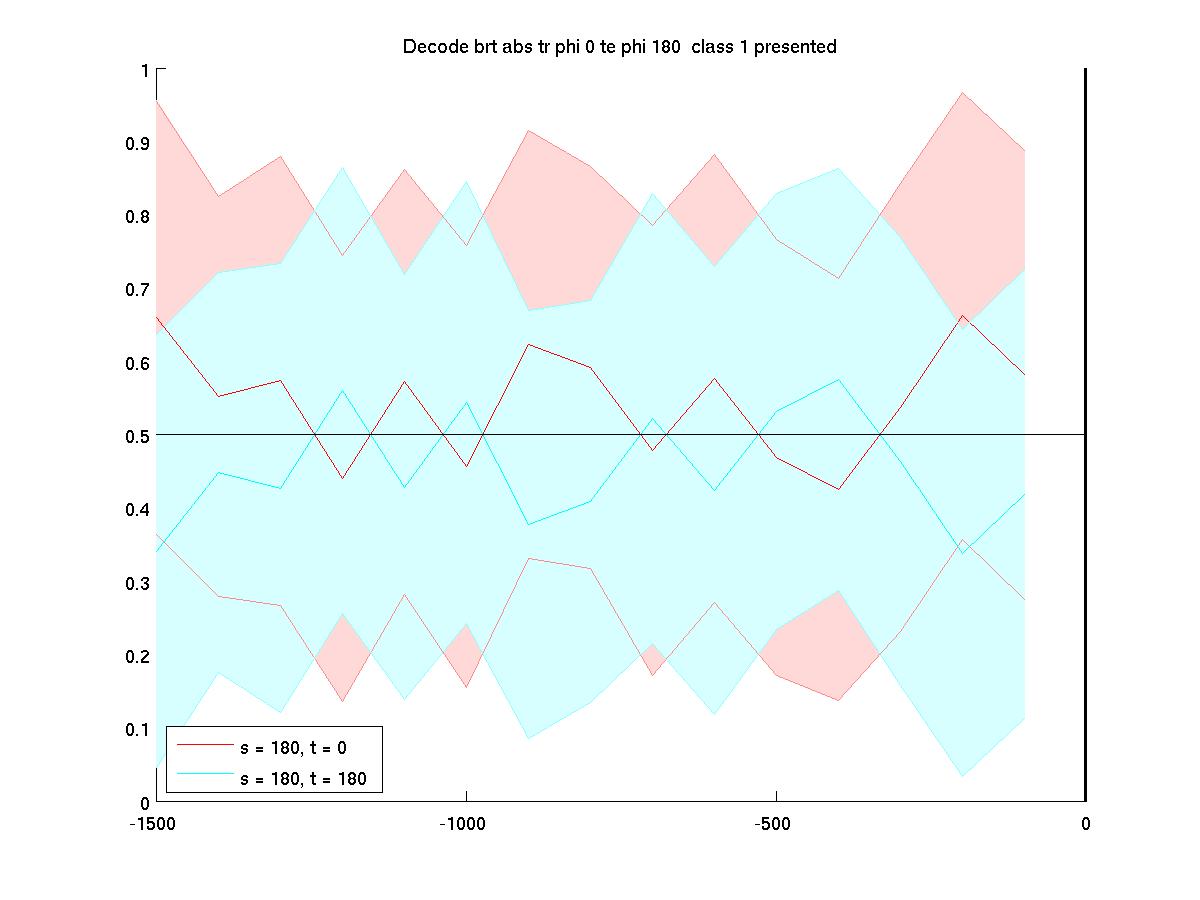 Decode brt abs tr phi 0 te phi 180  class 1 presented
1
0.9
0.8
0.7
0.6
0.5
0.4
0.3
0.2
0.1
0
s = 180, t = 0
s = 180, t = 180
-1500 -1000 -500 0